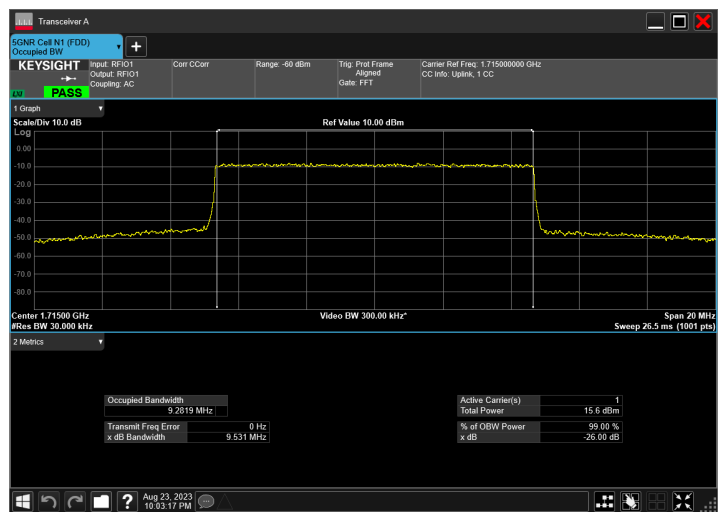 Transceiver A
5GNR Cell N1 (FDD)
Occupied BW
KEYSIGHT
Input: RFIO1
Output: RFIO1
Coupling: AC
Corr CCorr
Range: -60 dBm
Trig: Prot Frame
Aligned
Gate: FFT
Carrier Ref Freq: 1.715000000 GHz
CC Info: Uplink, 1 CC
LXI
PASS
1 Graph
Scale/Div 10.0 dB
Ref Value 10.00 dBm
Log
0.00
-10.0
-20.0
-30.0
-40.0
-50.0
-60.0
-70.0
-80.0
Center 1.71500 GHz
Video BW 300.00 kHz*
Span 20 MHz
#Res BW 30.000 kHz
Sweep 26.5 ms (1001 pts)
2 Metrics
Occupied Bandwidth
9.2819 MHz
Transmit Freq Error 0 Hz
x dB Bandwidth 9.531 MHz
Active Carrier(s) 1
Total Power 15.6 dBm
% of OBW Power 99.00 %
x dB -26.00 dB
?
Aug 23, 2023
10:03:17 PM